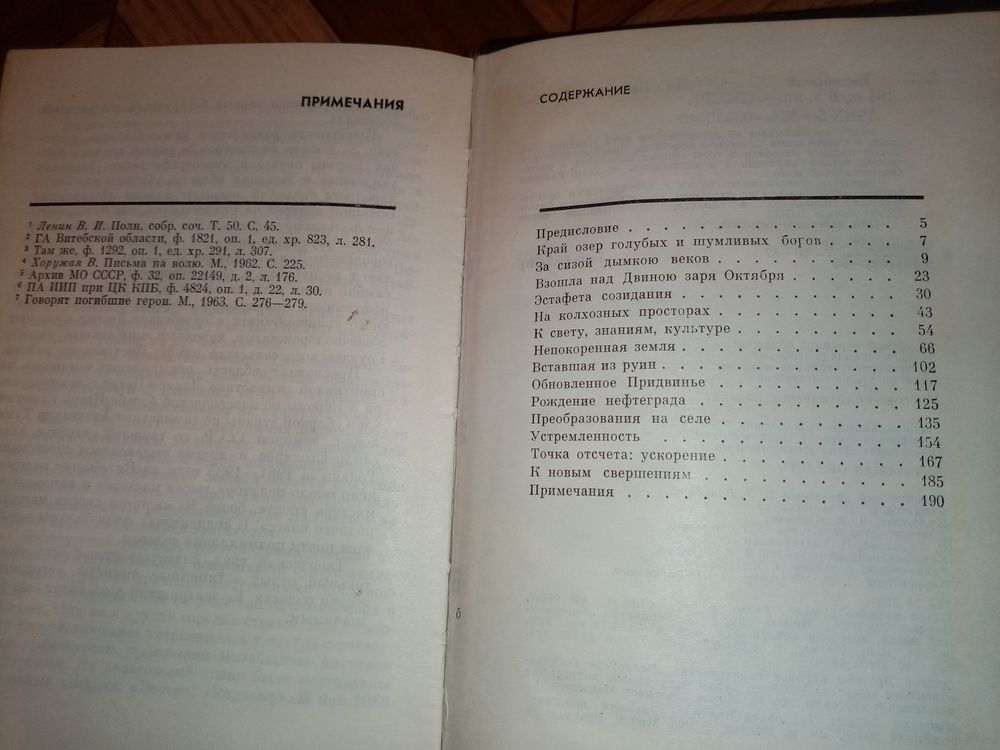 ПРИМЕЧАНИЯ
¹ Ленин В. И. Полн. собр. соч. Т. 50. С. 45.
² ГА Витебской области, ф. 1821, оп. 1, ед. хр. 823, л. 281.
³ Там же, ф. 1292. оп. 1, ед. хр. 291, л. 307.
⁴ Хоружая В. Письма на волю. М., 1962. С. 225.
⁵ Архив МО СССР, ф. 32, оп. 22149, д. 2, л. 176.
⁶ ПА ИИП при ЦК КПБ, ф. 4824, оп. 1, д. 22, л. 30.
⁷ Говорят погибшие герои. М., 1963. С. 276—279.
6
СОДЕРЖАНИЕ
Предисловие . . . . . . . . . . . 5
Край озер голубых и шумливых боров . . . . 7
За сизой дымкою веков . . . . . . . . 9
Взошла над Двиною заря Октября . . . . . 23
Эстафета созидания . . . . . . . . . 30
На колхозных просторах . . . . . . . . 43
К свету, знаниям, культуре . . . . . . . 54
Непокоренная земля . . . . . . . . . 66
Вставшая из руин . . . . . . . . . . 102
Обновленное Придвинье . . . . . . . . 117
Рождение нефтеграда . . . . . . . . . 125
Преобразования на селе . . . . . . . . 135
Устремленность . . . . . . . . . . 154
Точка отсчета: ускорение . . . . . . . . 167
К новым свершениям . . . . . . . . . 185
Примечания . . . . . . . . . . . 190